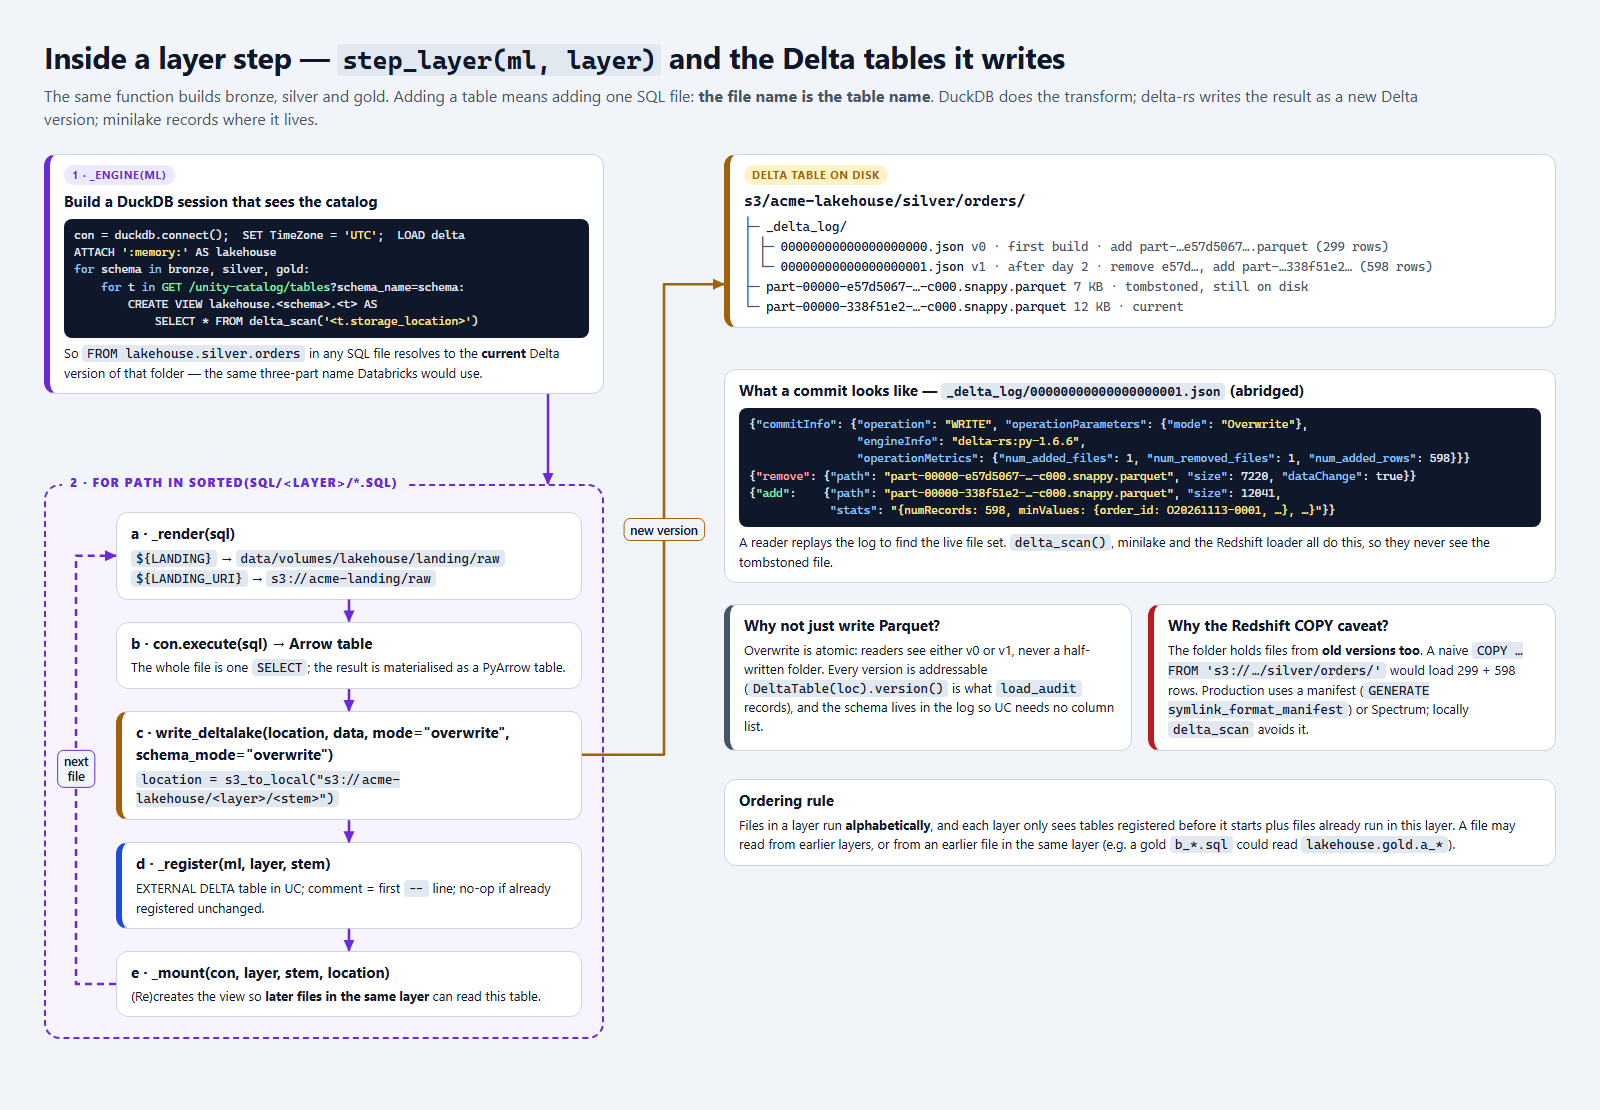 Inside a layer step — step_layer(ml, layer) and the Delta tables it writes
The same function builds bronze, silver and gold. Adding a table means adding one SQL file: the file name is the table name. DuckDB does the transform; delta-rs writes the result as a new Delta
version; minilake records where it lives.
1 · _ENGINE(ML)
Build a DuckDB session that sees the catalog
con = duckdb.connect();  SET TimeZone = 'UTC';  LOAD delta
ATTACH ':memory:' AS lakehouse
for schema in bronze, silver, gold:
    for t in GET /unity-catalog/tables?schema_name=schema:
        CREATE VIEW lakehouse.<schema>.<t> AS
            SELECT * FROM delta_scan('<t.storage_location>')
So FROM lakehouse.silver.orders in any SQL file resolves to the current Delta
version of that folder — the same three-part name Databricks would use.
2 · FOR PATH IN SORTED(SQL/<LAYER>/*.SQL)
a · _render(sql)
${LANDING} → data/volumes/lakehouse/landing/raw
${LANDING_URI} → s3://acme-landing/raw
b · con.execute(sql) → Arrow table
The whole file is one SELECT; the result is materialised as a PyArrow table.
c · write_deltalake(location, data, mode="overwrite",
schema_mode="overwrite")
location = s3_to_local("s3://acme-
lakehouse/<layer>/<stem>")
d · _register(ml, layer, stem)
EXTERNAL DELTA table in UC; comment = first -- line; no-op if already
registered unchanged.
e · _mount(con, layer, stem, location)
(Re)creates the view so later files in the same layer can read this table.
next
file
new version
DELTA TABLE ON DISK
s3/acme-lakehouse/silver/orders/
├─ _delta_log/
│ ├─ 00000000000000000000.json v0 · first build · add part-…e57d5067-….parquet (299 rows)
│ └─ 00000000000000000001.json v1 · after day 2 · remove e57d…, add part-…338f51e2-… (598 rows)
├─ part-00000-e57d5067-…-c000.snappy.parquet 7 KB · tombstoned, still on disk
└─ part-00000-338f51e2-…-c000.snappy.parquet 12 KB · current
What a commit looks like — _delta_log/00000000000000000001.json (abridged)
{"commitInfo": {"operation": "WRITE", "operationParameters": {"mode": "Overwrite"},
                "engineInfo": "delta-rs:py-1.6.6",
                "operationMetrics": {"num_added_files": 1, "num_removed_files": 1, "num_added_rows": 598}}}
{"remove": {"path": "part-00000-e57d5067-…-c000.snappy.parquet", "size": 7220, "dataChange": true}}
{"add":    {"path": "part-00000-338f51e2-…-c000.snappy.parquet", "size": 12041,
            "stats": "{numRecords: 598, minValues: {order_id: O20261113-0001, …}, …}"}}
A reader replays the log to find the live file set. delta_scan(), minilake and the Redshift loader all do this, so they never see the
tombstoned file.
Why not just write Parquet?
Overwrite is atomic: readers see either v0 or v1, never a half-
written folder. Every version is addressable
(DeltaTable(loc).version() is what load_audit
records), and the schema lives in the log so UC needs no column
list.
Why the Redshift COPY caveat?
The folder holds files from old versions too. A naive COPY …
FROM 's3://…/silver/orders/' would load 299 + 598
rows. Production uses a manifest (GENERATE
symlink_format_manifest) or Spectrum; locally
delta_scan avoids it.
Ordering rule
Files in a layer run alphabetically, and each layer only sees tables registered before it starts plus files already run in this layer. A file may
read from earlier layers, or from an earlier file in the same layer (e.g. a gold b_*.sql could read lakehouse.gold.a_*).